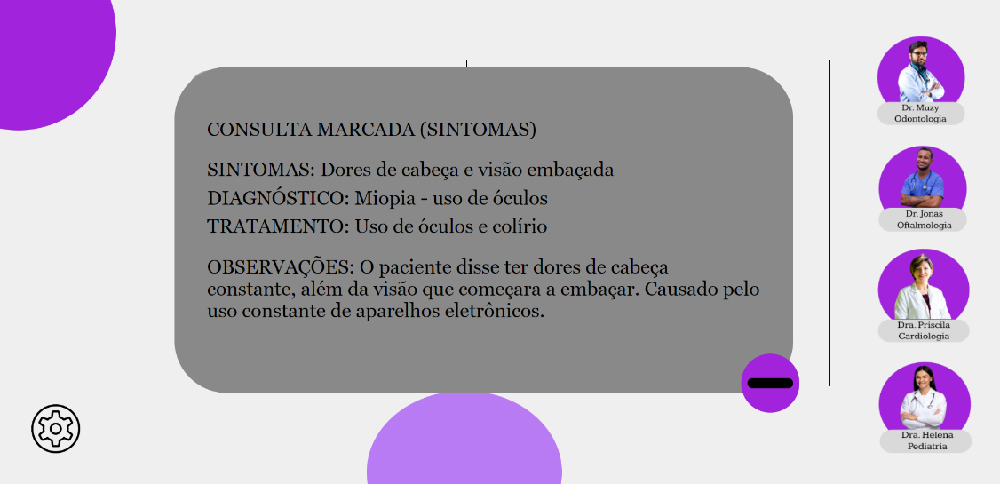 CONSULTA MARCADA (SINTOMAS)
SINTOMAS: Dores de cabeça e visão embaçada
DIAGNÓSTICO: Miopia - uso de óculos
TRATAMENTO: Uso de óculos e colírio
OBSERVAÇÕES: O paciente disse ter dores de cabeça
constante, além da visão que começara a embaçar. Causado pelo
uso constante de aparelhos eletrônicos.
Dr. Muzy
Odontologia
Dr. Jonas
Oftalmologia
Dra. Priscila
Cardiologia
Dra. Helena
Pediatria